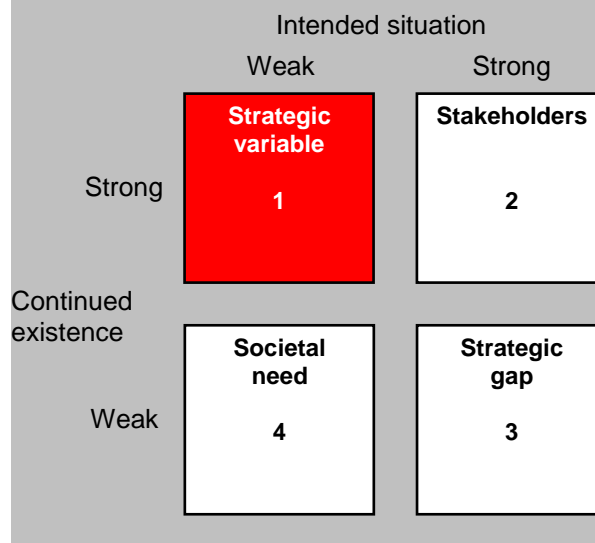 Intended situation
Weak Strong
Strategic variable
Stakeholders
Strong
1
2
Continued
existence
Societal
need
Strategic
gap
Weak
4
3